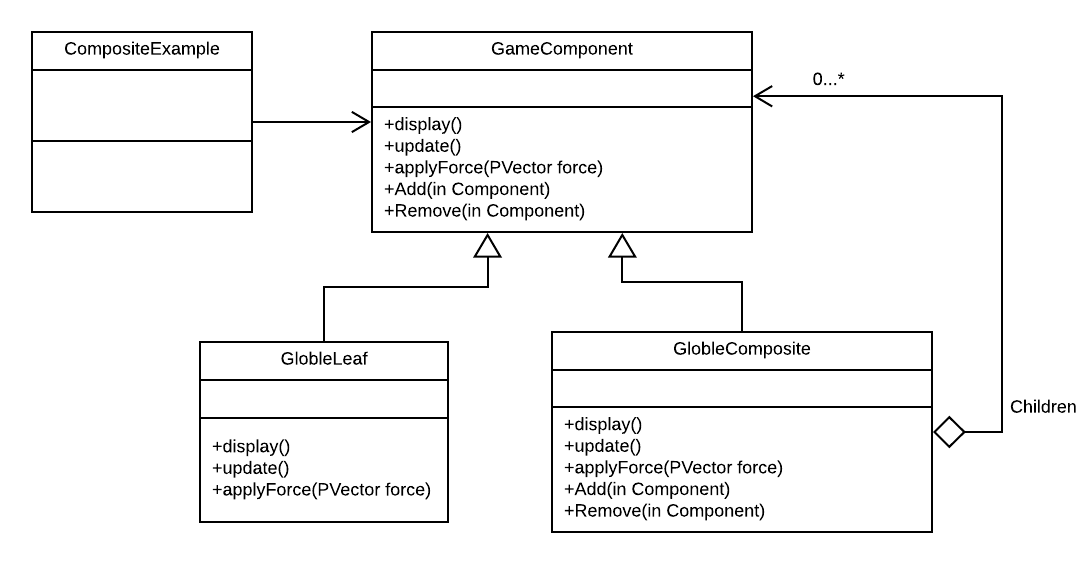 CompositeExample
GameComponent
0...*
+display()
+update()
+applyForce(PVector force)
+Add(in Component)
+Remove(in Component)
GlobleLeaf
+display()
+update()
+applyForce(PVector force)
GlobleComposite
+display()
+update()
+applyForce(PVector force)
+Add(in Component)
+Remove(in Component)
Children